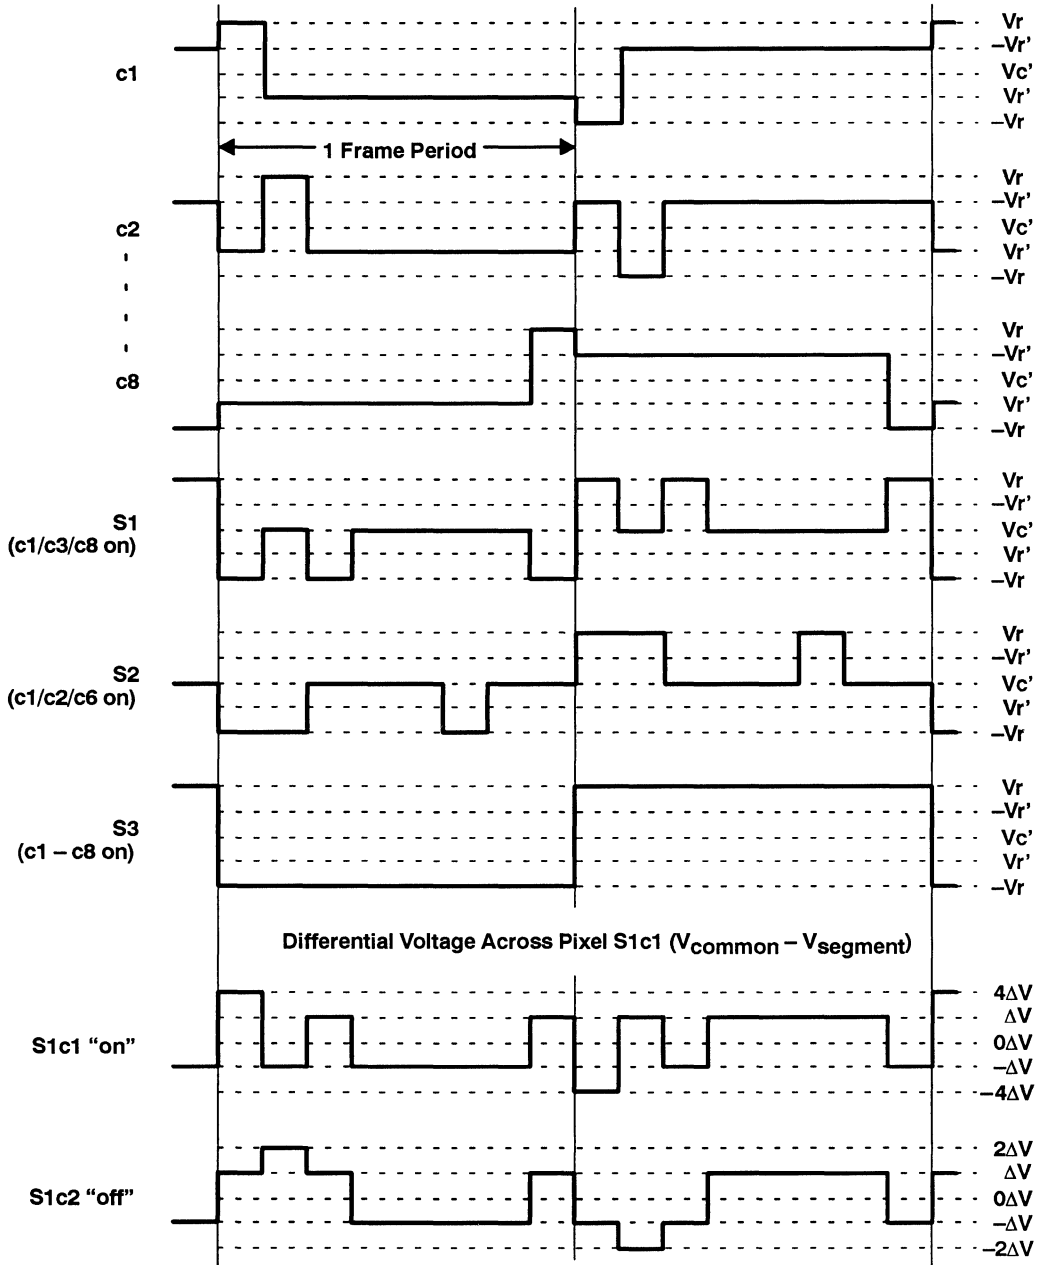 Vr
–Vr'
c1
Vc'
Vr'
–Vr
1 Frame Period
Vr
–Vr'
c2
Vc'
Vr'
–Vr
Vr
–Vr'
c8
Vc'
Vr'
–Vr
Vr
–Vr'
S1
(c1/c3/c8 on)
Vc'
Vr'
–Vr
Vr
–Vr'
S2
(c1/c2/c6 on)
Vc'
Vr'
–Vr
Vr
–Vr'
S3
(c1 – c8 on)
Vc'
Vr'
–Vr
Differential Voltage Across Pixel S1c1 (Vcommon – Vsegment)
4ΔV
ΔV
S1c1 “on”
0ΔV
–ΔV
–4ΔV
2ΔV
ΔV
S1c2 “off”
0ΔV
–ΔV
–2ΔV